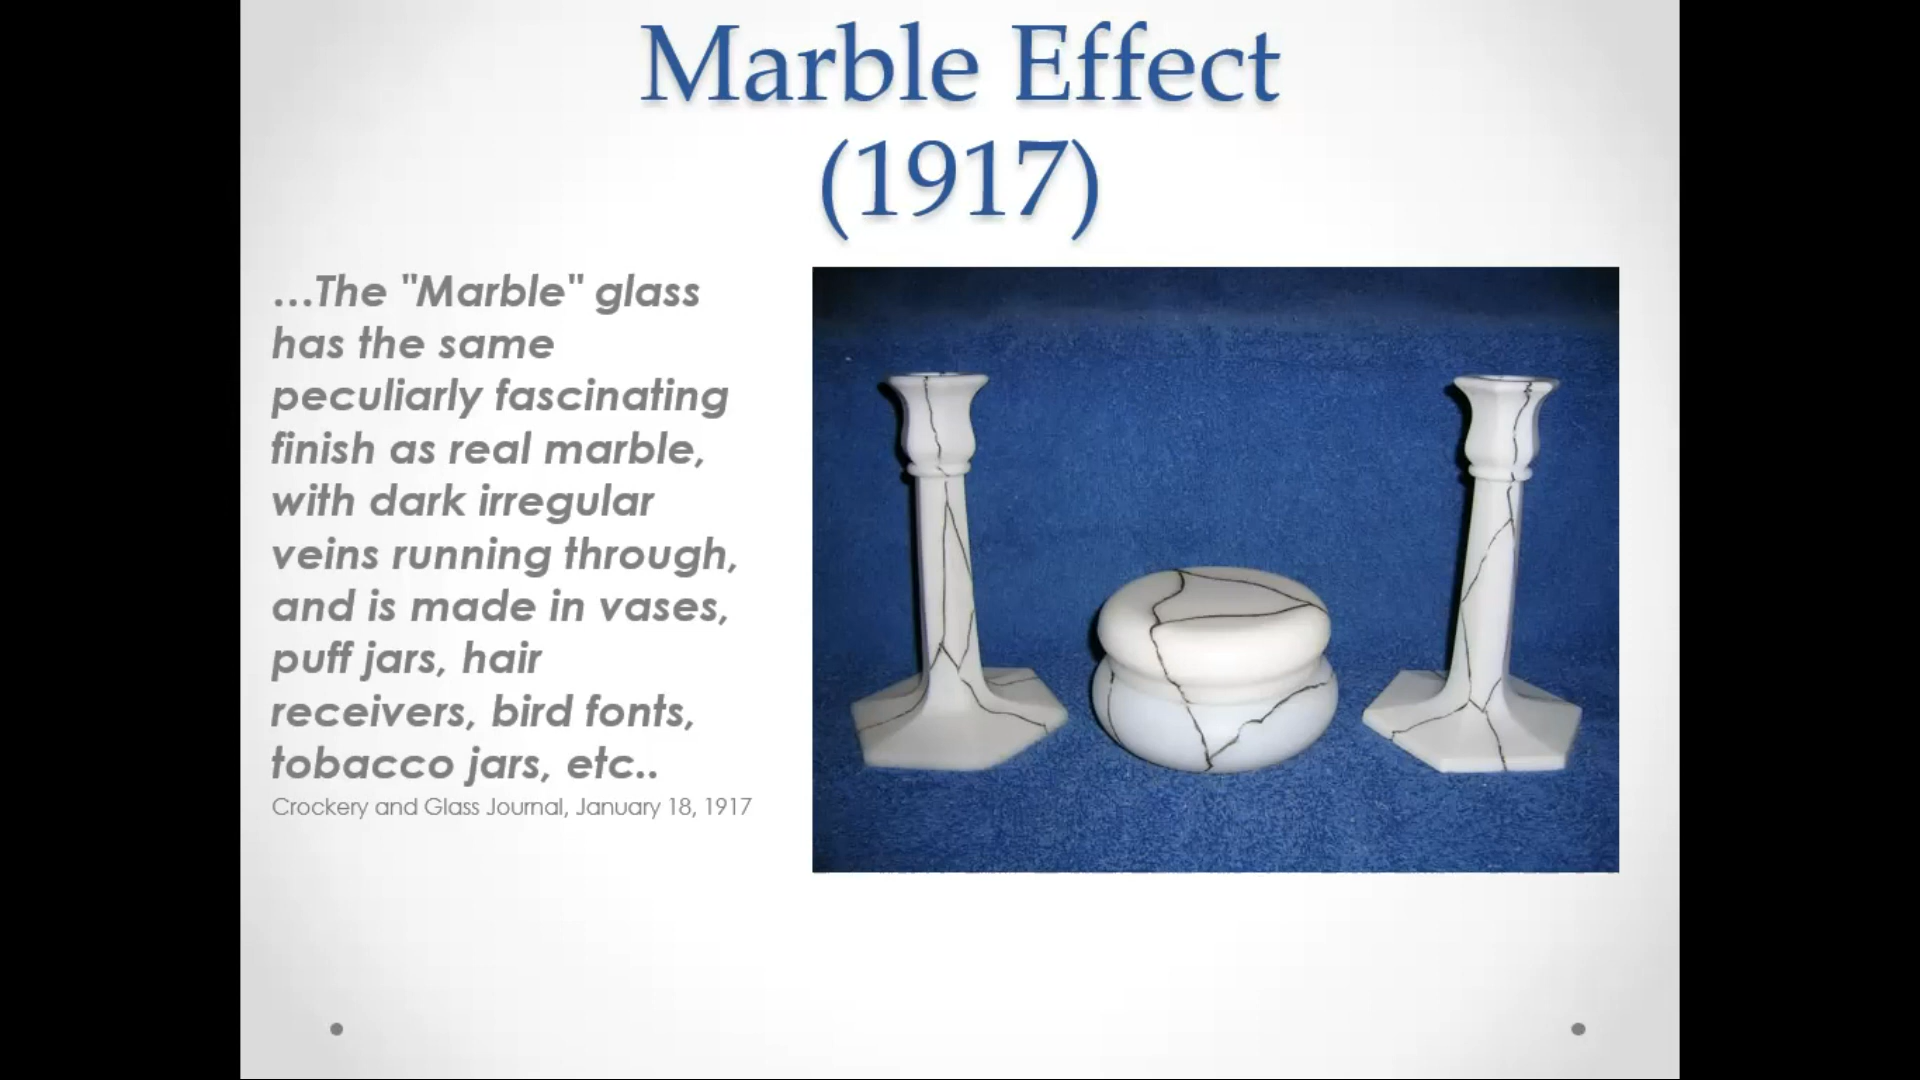 Marble Effect
(1917)
...The "Marble" glass
has the same
peculiarly fascinating
finish as real marble,
with dark irregular
veins running through,
and is made in vases,
puff jars, hair
receivers, bird fonts,
tobacco jars, etc..
Crockery and Glass Journal, January 18, 1917